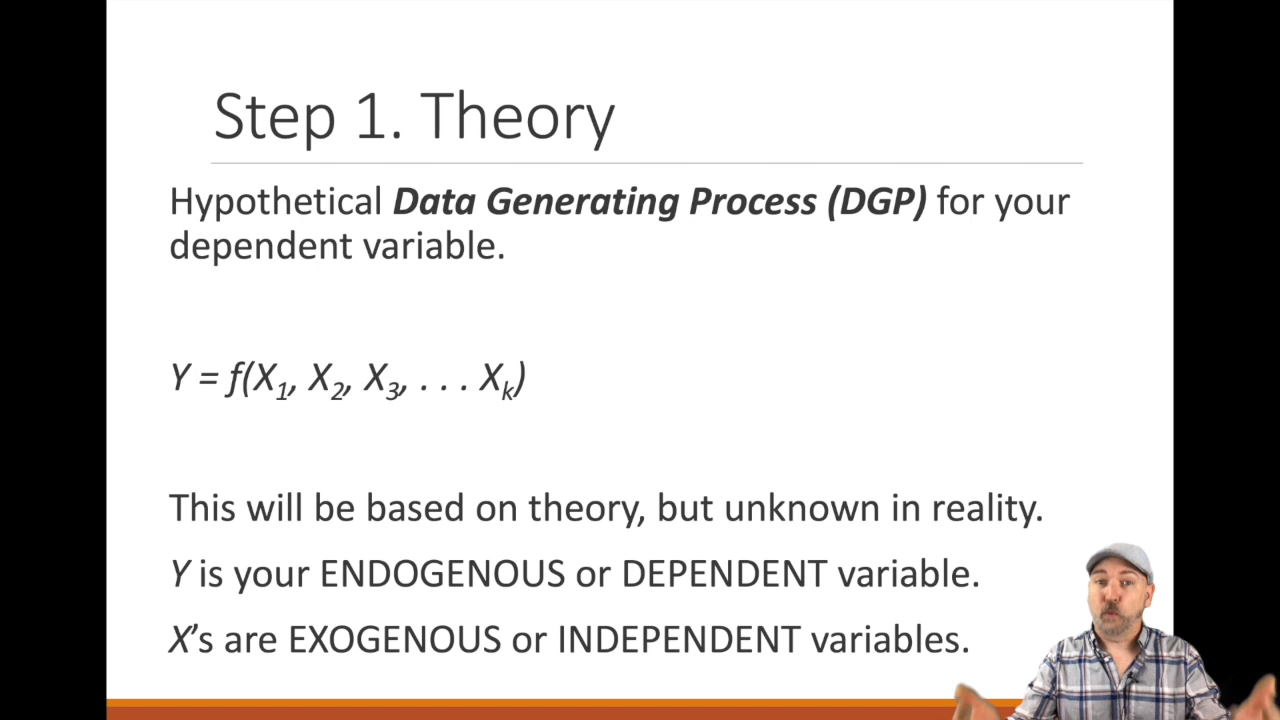 Step 1. Theory
Hypothetical Data Generating Process (DGP) for your
dependent variable.
Y = f(X₁, X₂, X₃, . . . Xₖ)
This will be based on theory, but unknown in reality.
Y is your ENDOGENOUS or DEPENDENT variable.
X’s are EXOGENOUS or INDEPENDENT variables.